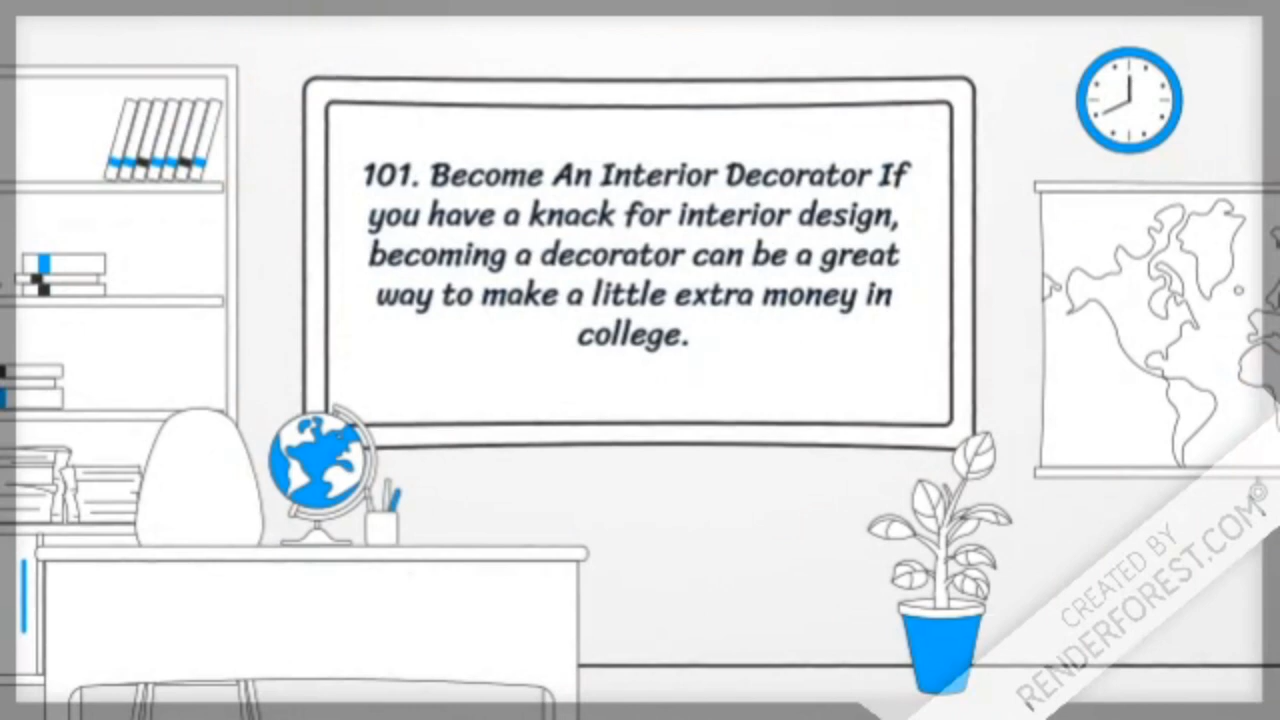 101. Become An Interior Decorator If
you have a knack for interior design,
becoming a decorator can be a great
way to make a little extra money in
college.
CREATED BY
RENDERFOREST.COM